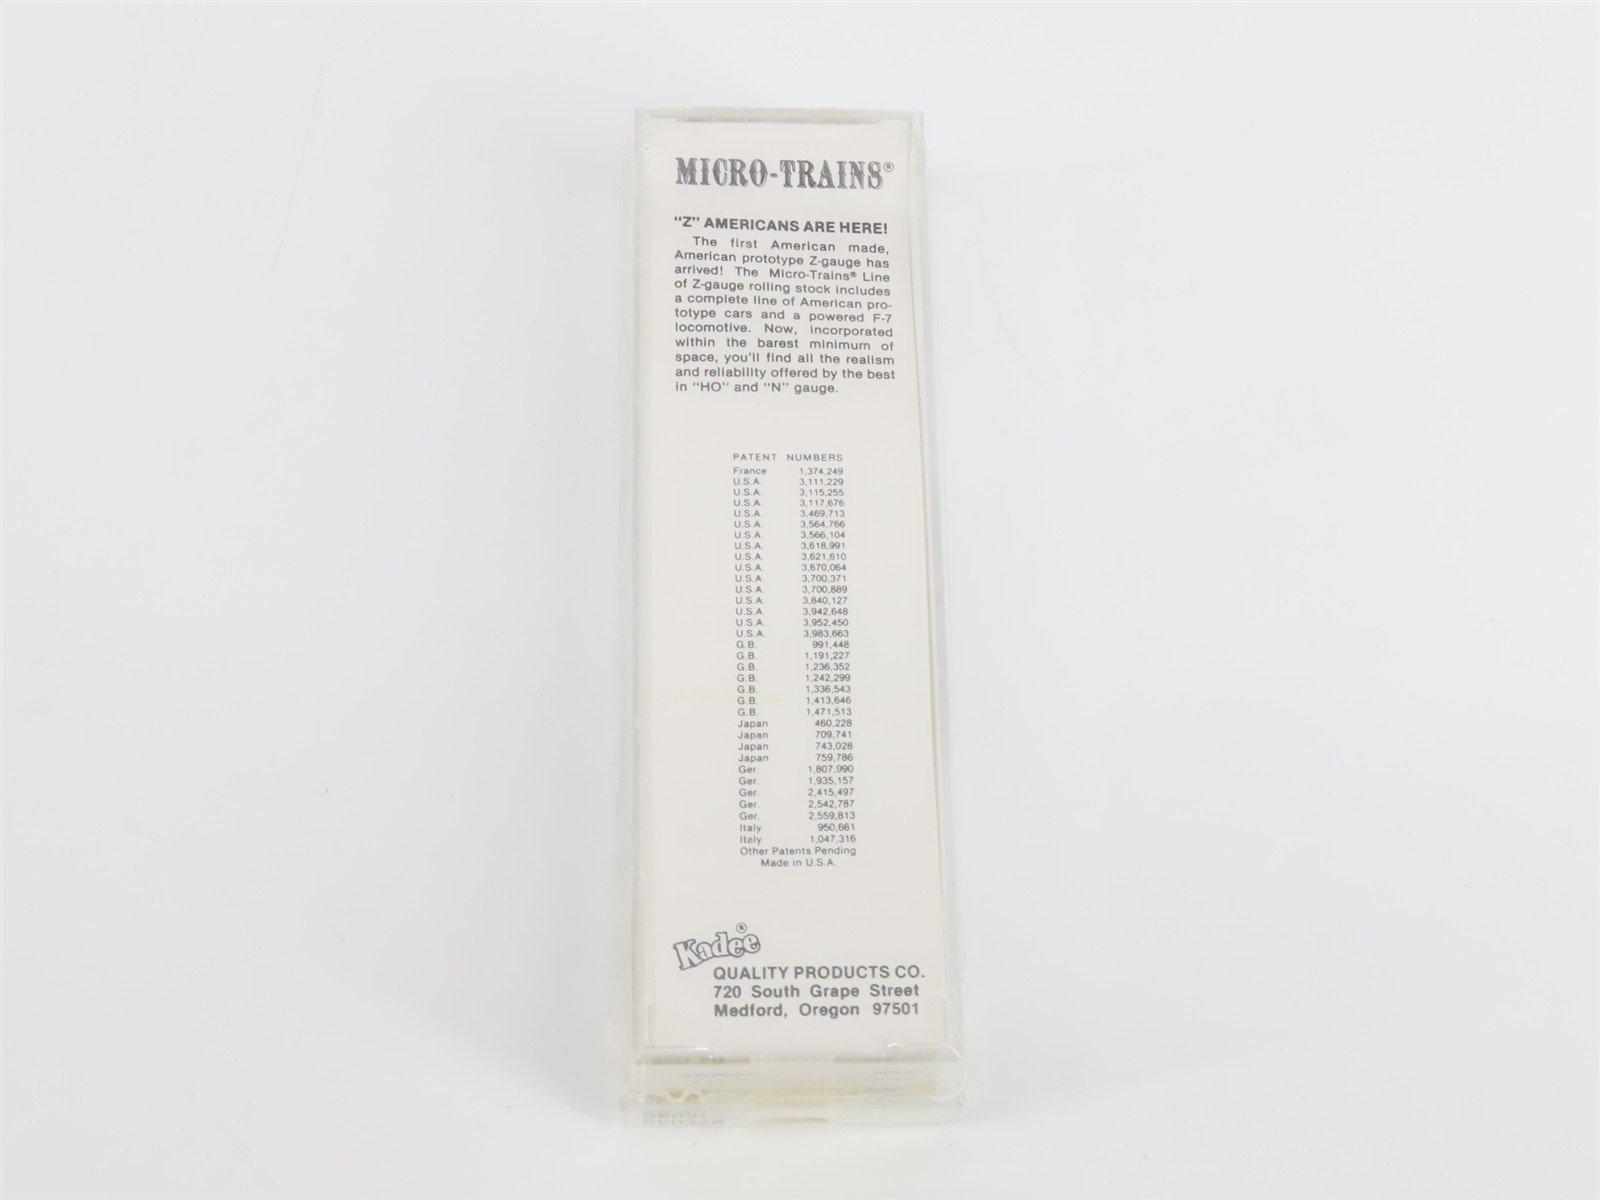 MICRO-TRAINS®
"Z" AMERICANS ARE HERE!
The first American made,
American prototype Z-gauge has
arrived! The Micro-Trains® Line
of Z-gauge rolling stock includes
a complete line of American pro-
totype cars and a powered F-7
locomotive. Now, incorporated
within the barest minimum of
space, you'll find all the realism
and reliability offered by the best
in "HO" and "N" gauge.
PATENT NUMBERS
France 1,374,249
U.S.A. 3,111,229
U.S.A. 3,115,255
U.S.A. 3,117,676
U.S.A. 3,469,713
U.S.A. 3,564,766
U.S.A. 3,566,104
U.S.A. 3,618,991
U.S.A. 3,621,610
U.S.A. 3,670,064
U.S.A. 3,700,371
U.S.A. 3,700,889
U.S.A. 3,840,127
U.S.A. 3,942,648
U.S.A. 3,952,450
U.S.A. 3,983,663
G.B. 991,448
G.B. 1,191,227
G.B. 1,236,352
G.B. 1,242,299
G.B. 1,336,543
G.B. 1,413,646
G.B. 1,471,513
Japan 460,228
Japan 709,741
Japan 743,028
Japan 759,786
Ger. 1,807,990
Ger. 1,935,157
Ger. 2,415,497
Ger. 2,542,787
Ger. 2,559,813
Italy 950,661
Italy 1,047,316
Other Patents Pending
Made in U.S.A.
Kadee®
QUALITY PRODUCTS CO.
720 South Grape Street
Medford, Oregon 97501